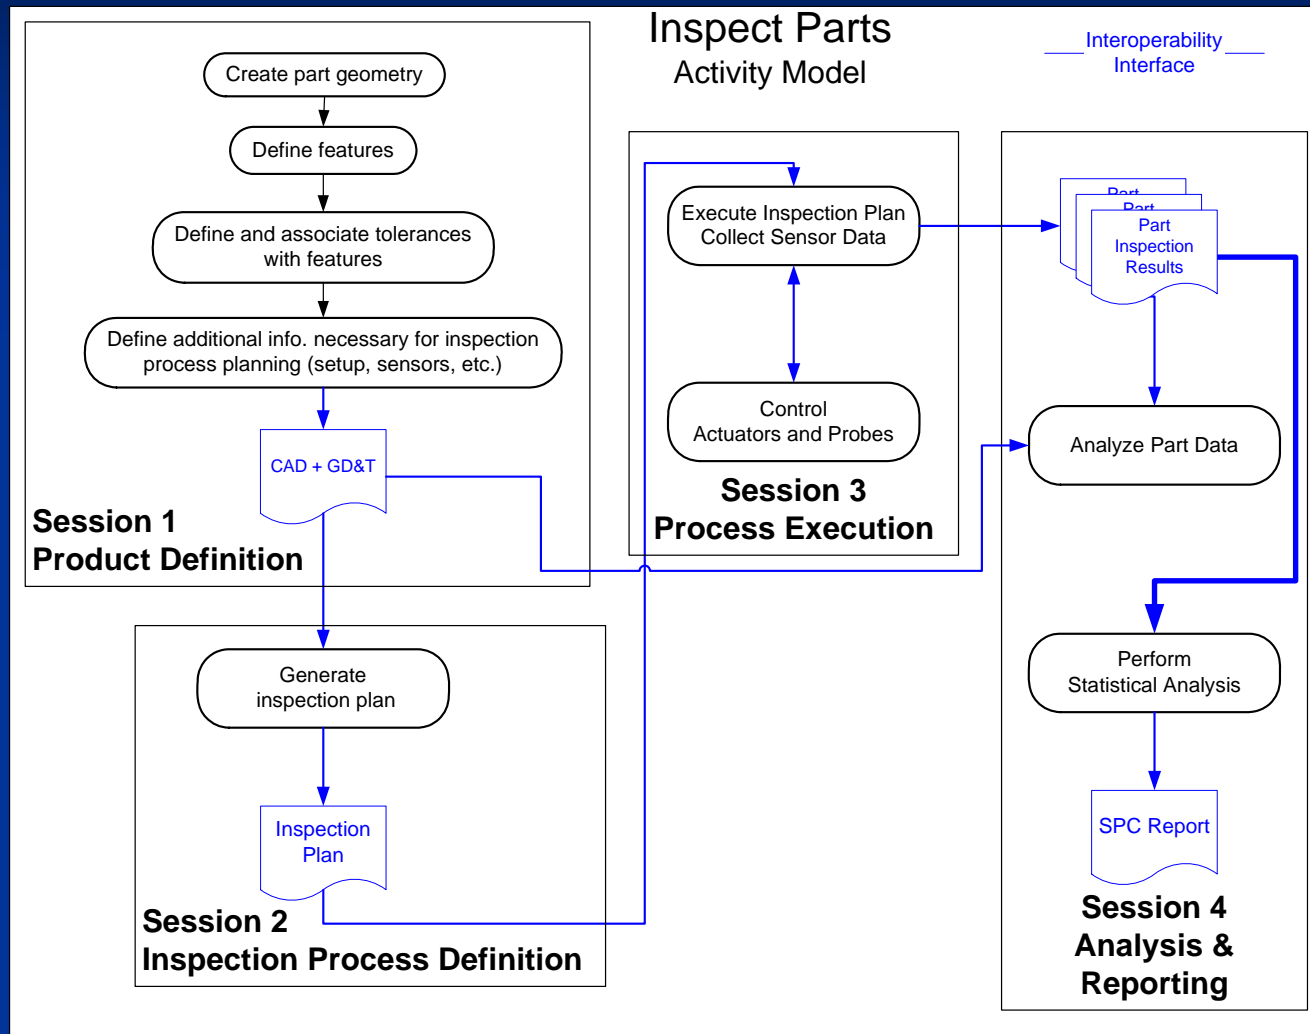 Inspect Parts
Activity Model
Interoperability
Interface
Create part geometry
Define features
Define and associate tolerances
with features
Define additional info. necessary for inspection
process planning (setup, sensors, etc.)
CAD + GD&T
Session 1
Product Definition
Generate
inspection plan
Inspection
Plan
Session 2
Inspection Process Definition
Execute Inspection Plan
Collect Sensor Data
Control
Actuators and Probes
Session 3
Process Execution
Part
Part
Part
Inspection
Results
Analyze Part Data
Perform
Statistical Analysis
SPC Report
Session 4
Analysis &
Reporting